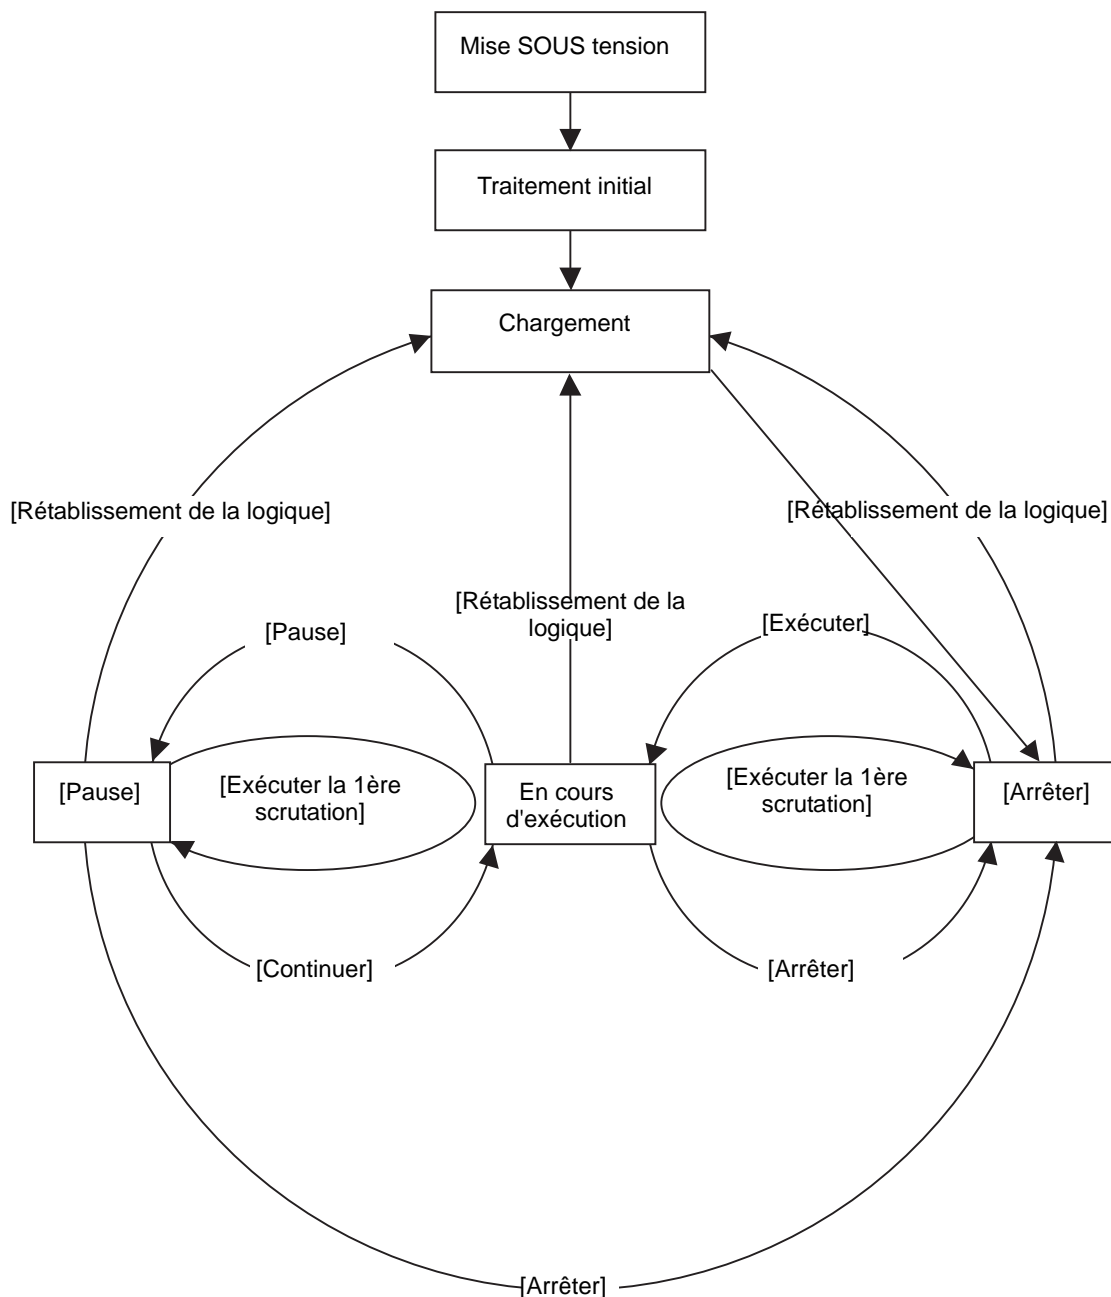 Mise SOUS tension
Traitement initial
Chargement
[Rétablissement de la logique]
[Rétablissement de la logique]
[Rétablissement de la
logique]
[Pause]
[Exécuter]
[Pause]
[Exécuter la 1ère
scrutation]
En cours
d'exécution
[Exécuter la 1ère
scrutation]
[Arrêter]
[Continuer]
[Arrêter]
[Arrêter]